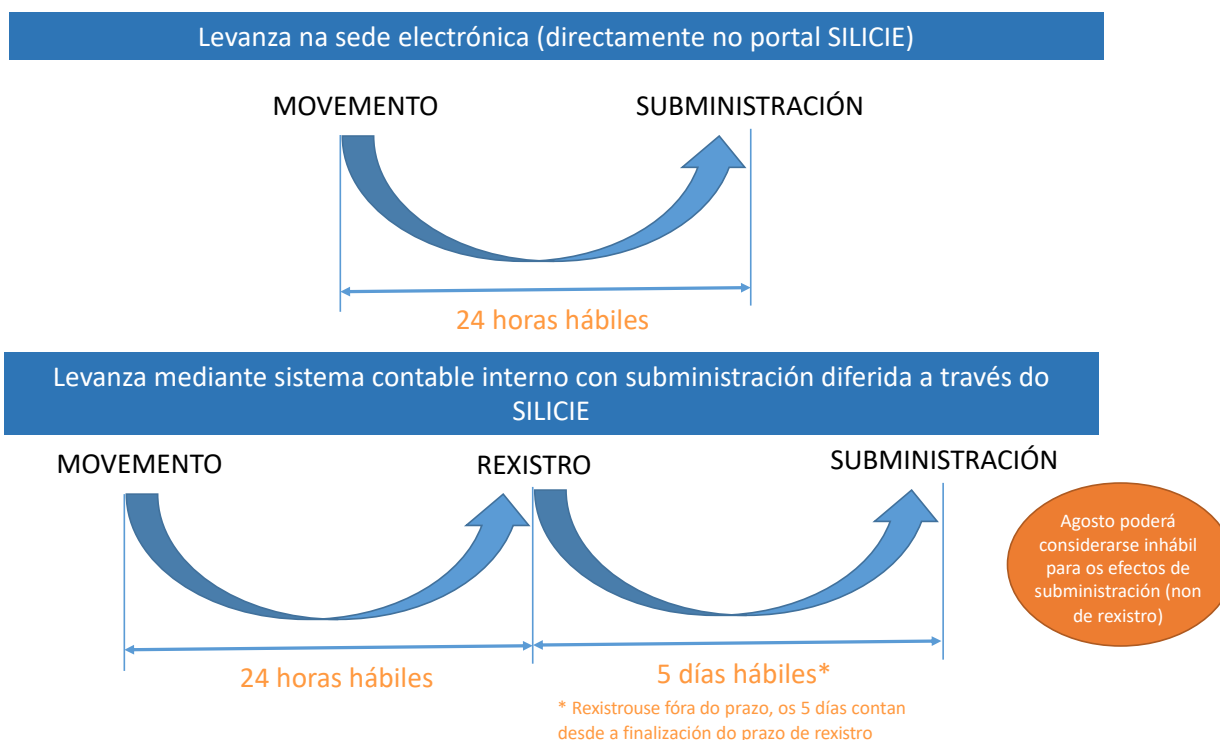 Levanza na sede electrónica (directamente no portal SILICIE)
MOVEMENTO
SUBMINISTRACIÓN
24 horas hábiles
Levanza mediante sistema contable interno con subministración diferida a través do
SILICIE
MOVEMENTO
REXISTRO
SUBMINISTRACIÓN
Agosto poderá
considerarse inhábil
para os efectos de
subministración (non
de rexistro)
24 horas hábiles
5 días hábiles*
* Rexistrouse fóra do prazo, os 5 días contan
desde a finalización do prazo de rexistro